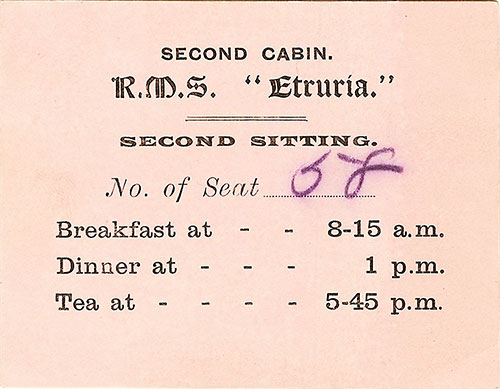 SECOND CABIN.
R.M.S. "Etruria."
SECOND SITTING.
No. of Seat
Breakfast at - - 8-15 a.m.
Dinner at - - - 1 p.m.
Tea at - - - - 5-45 p.m.